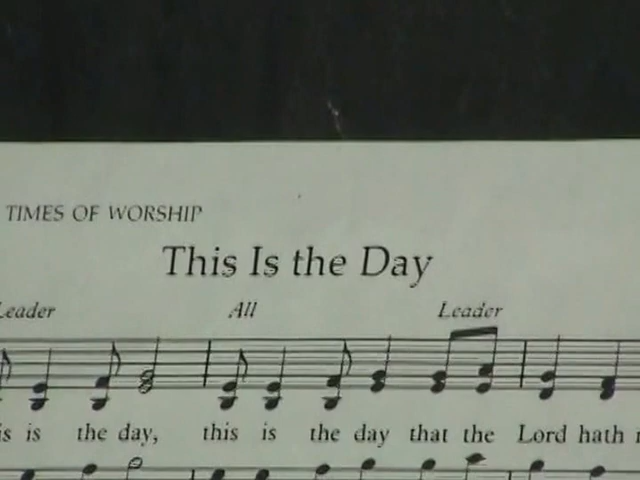 TIMES OF WORSHIP
This Is the Day
Leader All Leader
is is the day, this is the day that the Lord hath